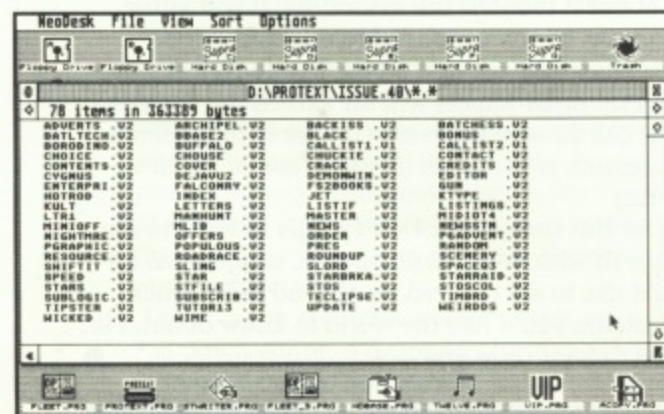 NeoDesk File View Sort Options
Floppy Drive Floppy Drive Hard Disk Hard Disk Hard Disk Hard Disk Hard Disk Trash
D:\PROTEXT\ISSUE.40\*.*
78 items in 363389 bytes
ADVERTS .V2 ARCHIPEL.V2 BACKISS .V2 BATCHESS.V2
BATLTECH.V2 BBASE2 .V2 BLACK .V2 BONUS .V2
BORODINO.V2 BUFFALO .V2 CALLIST1.V1 CALLIST2.V1
CHOICE .V2 CHOUSE .V2 CHUCKIE .V2 CONTACT .V2
CONTENTS.V2 COVER .V2 CRACK .V2 CREDITS .V2
CYGNUS .V2 DEJAVU2 .V2 DEMONWIN.V2 EDITOR .V2
ENTERPRI.V2 FALCONRY.V2 FS2BOOKS.V2 GUN .V2
HOTROD .V2 INDEX .V2 JET .V2 KTYPE .V2
KULT .V2 LETTERS .V2 LISTIF .V2 LISTINGS.V2
LTR1 .V2 MANHUNT .V2 MASTER .V2 MIDIOT4 .V2
MINIOFF .V2 MLIB .V2 NEWS .V2 NEWSSTN .V2
NIGHTMRE.V2 OFFERS .V2 ORDER .V2 PGADVENT.V2
PGRAPHIC.V2 POPULOUS.V2 PRES .V2 RANDOM .V2
RESOURCE.V2 ROADRACE.V2 ROUNDUP .V2 SCENERY .V2
SHIFTIT .V2 SLING .V2 SLORD .V2 SPACEQ3 .V2
SPEED .V2 STAR .V2 STARBRKA.V2 STARRAID.V2
STARS .V2 STFILE .V2 STOS .V2 STOSCOL .V2
SUBLOGIC.V2 SUBSCRIB.V2 TECLIPSE.V2 TIMBRD .V2
TIPSTER .V2 TUTOR13 .V2 UPDATE .V2 WEIRDDS .V2
WICKED .V2 WIME .V2
FLEET.PRG PROTEXT.PRG STWRITER.PRG FLEET_3.PRG HDBASE.PRG TWELVE.PRG VIP.PRG ACOPY.PRG
VIP